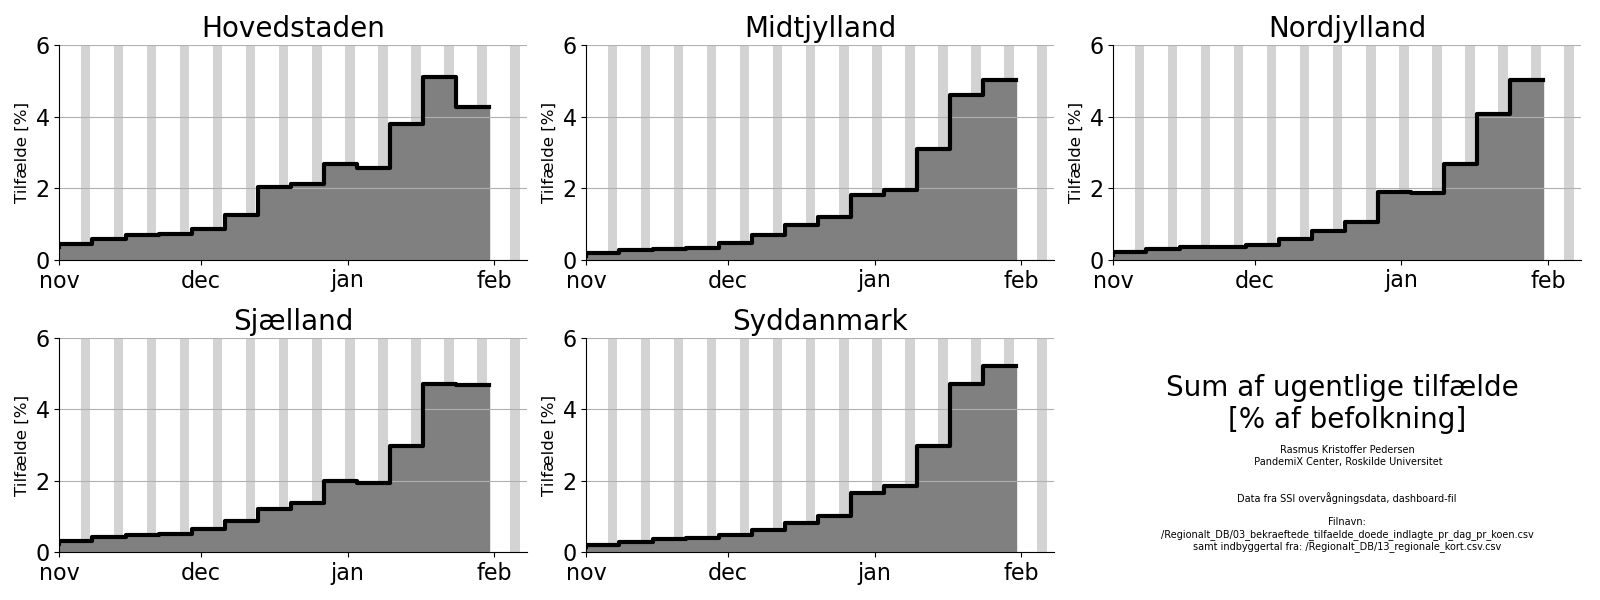 Hovedstaden
Tilfælde [%]
6
4
2
0
nov dec jan feb
Midtjylland
Tilfælde [%]
6
4
2
0
nov dec jan feb
Nordjylland
Tilfælde [%]
6
4
2
0
nov dec jan feb
Sjælland
Tilfælde [%]
6
4
2
0
nov dec jan feb
Syddanmark
Tilfælde [%]
6
4
2
0
nov dec jan feb
Sum af ugentlige tilfælde
[% af befolkning]
Rasmus Kristoffer Pedersen
PandemiX Center, Roskilde Universitet
Data fra SSI overvågningsdata, dashboard-fil
Filnavn:
/Regionalt_DB/03_bekraeftede_tilfaelde_doede_indlagte_pr_dag_pr_koen.csv
samt indbyggertal fra: /Regionalt_DB/13_regionale_kort.csv.csv